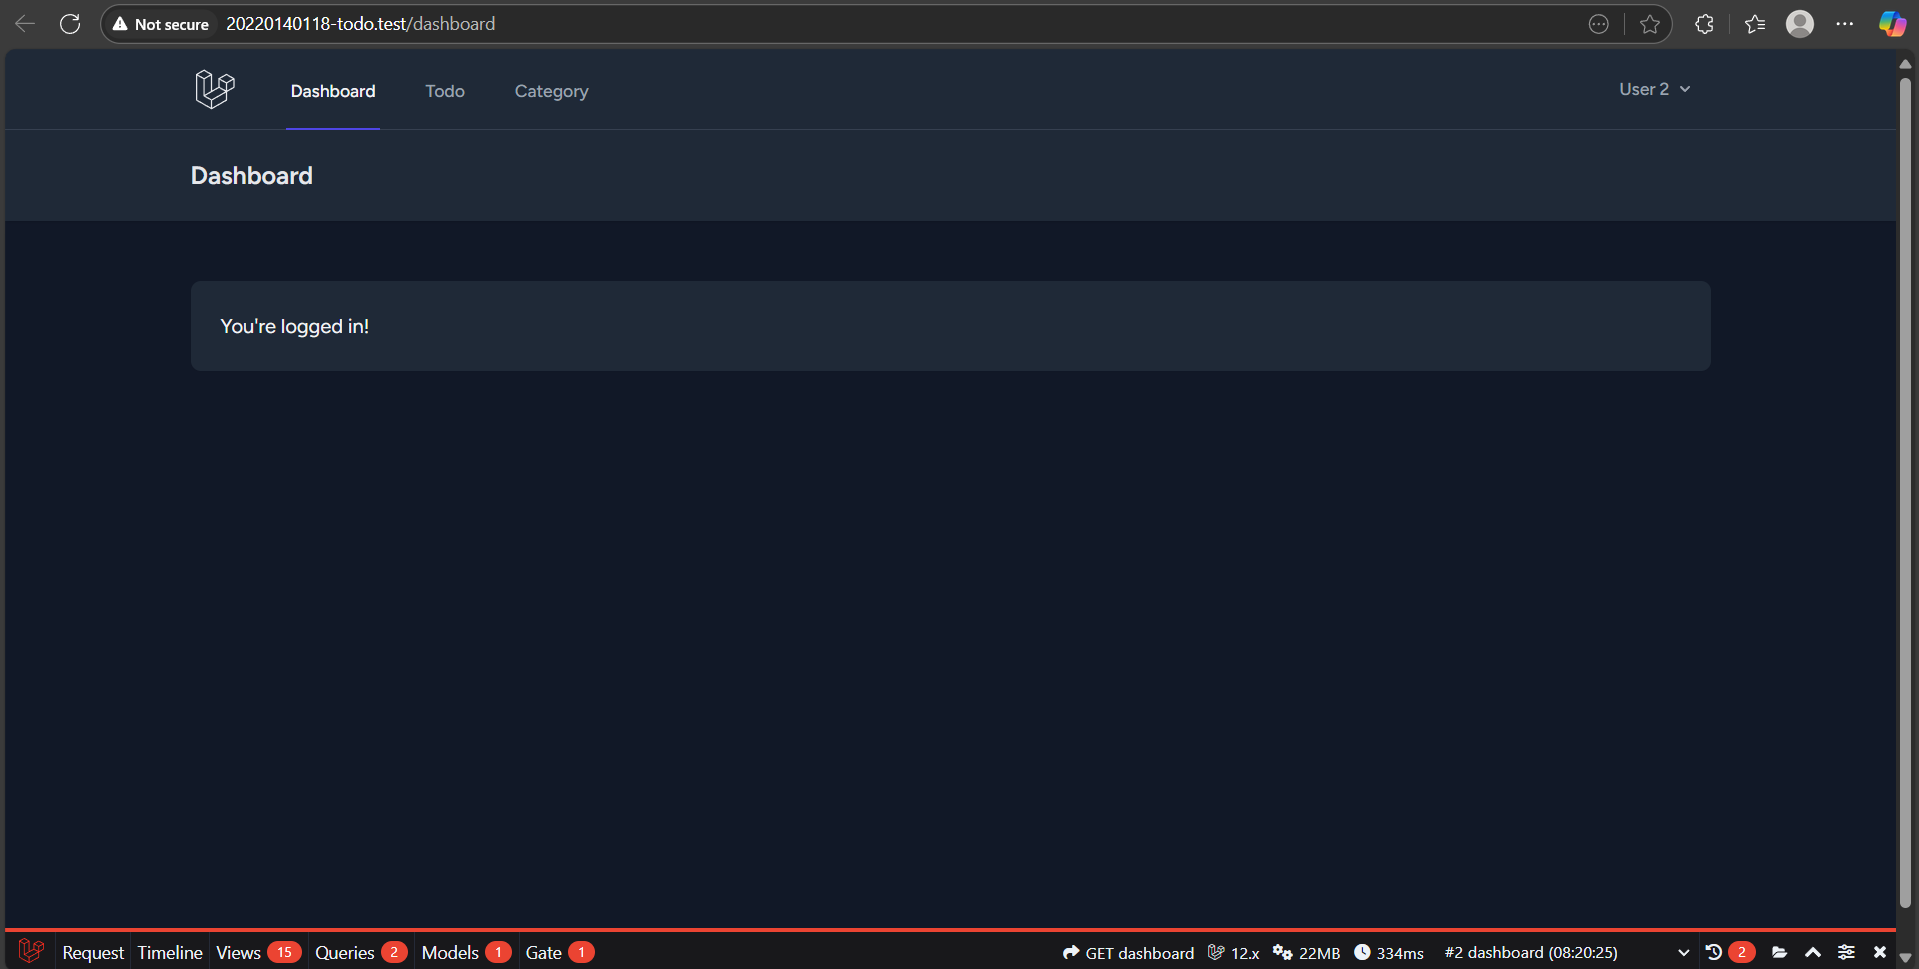 Not secure 20220140118-todo.test/dashboard
Dashboard Todo Category User 2
Dashboard
You're logged in!
Request Timeline Views 15 Queries 2 Models 1 Gate 1 GET dashboard 12.x 22MB 334ms #2 dashboard (08:20:25) 2